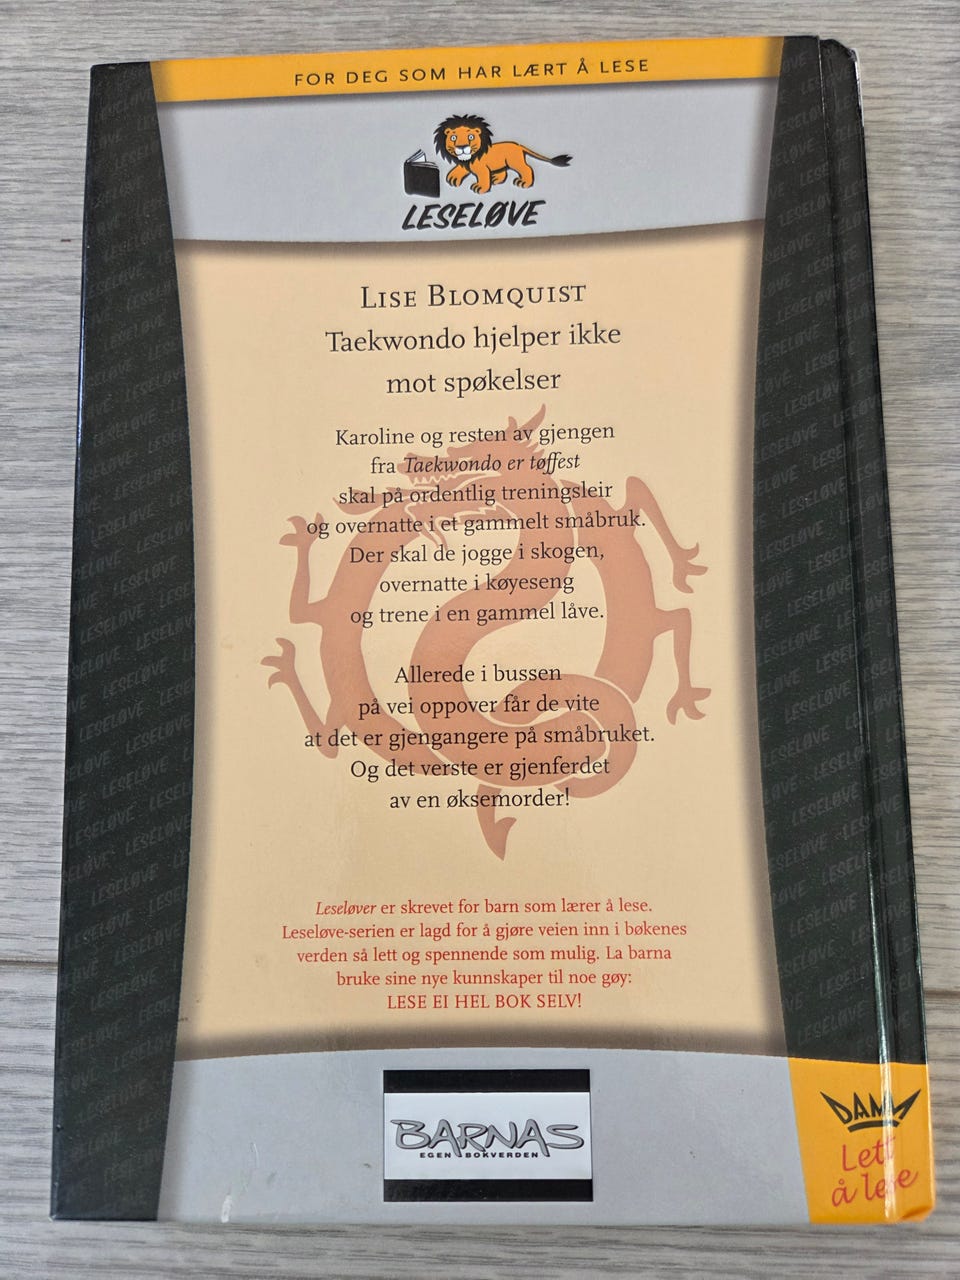 FOR DEG SOM HAR LÆRT Å LESE
LESELØVE
LISE BLOMQUIST
Taekwondo hjelper ikke
mot spøkelser
Karoline og resten av gjengen
fra Taekwondo er tøffest
skal på ordentlig treningsleir
og overnatte i et gammelt småbruk.
Der skal de jogge i skogen,
overnatte i køyeseng
og trene i en gammel låve.
Allerede i bussen
på vei oppover får de vite
at det er gjengangere på småbruket.
Og det verste er gjenferdet
av en øksemorder!
Leseløver er skrevet for barn som lærer å lese.
Leseløve-serien er lagd for å gjøre veien inn i bøkenes
verden så lett og spennende som mulig. La barna
bruke sine nye kunnskaper til noe gøy:
LESE EI HEL BOK SELV!
BARNAS
EGEN BOKVERDEN
DAMM
Lett
å lese